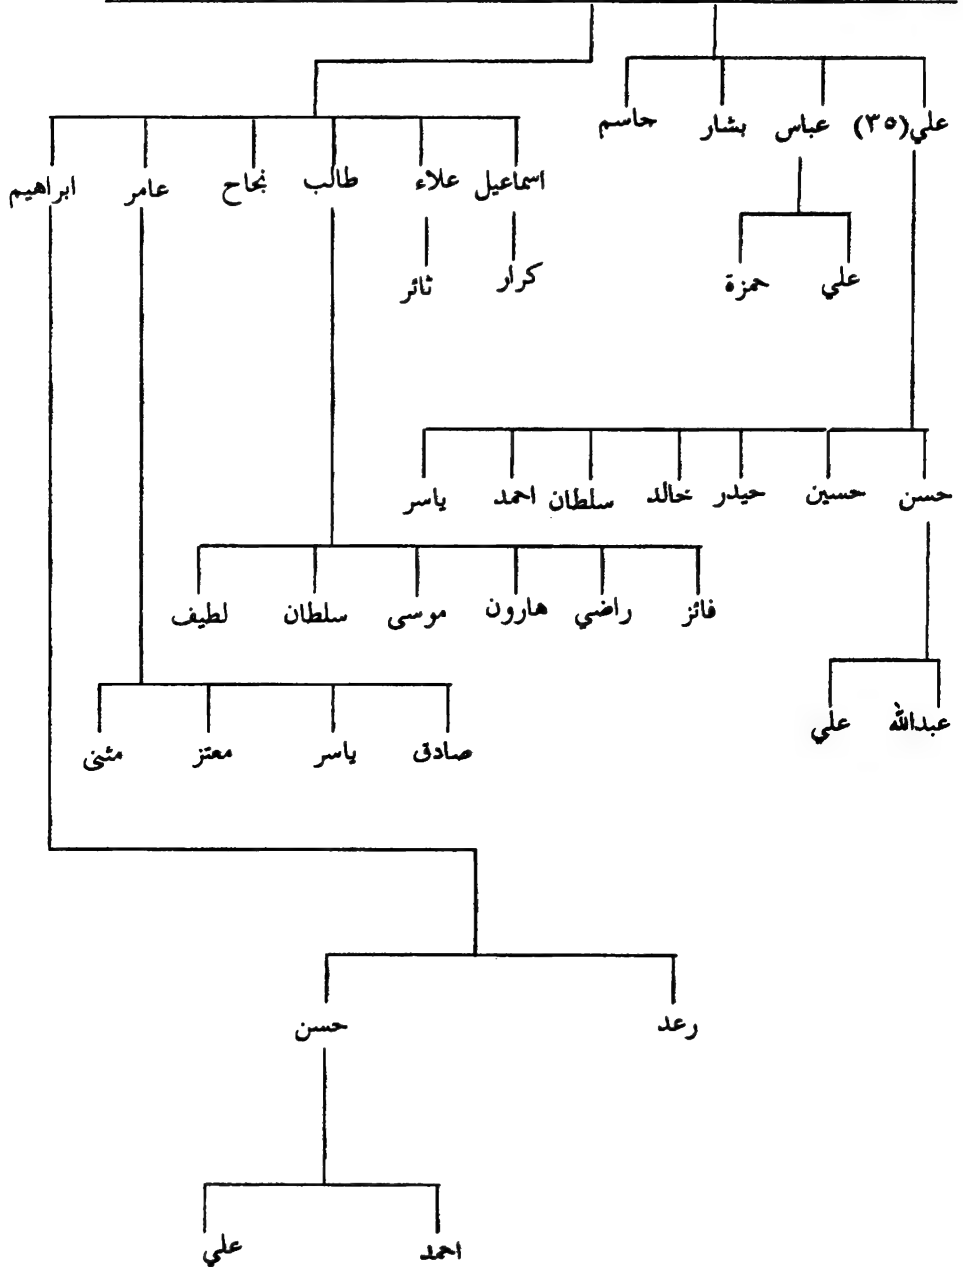 علي(٣٥) عباس بشار حاسم
اسماعيل علاء طالب نجاح عامر ابراهيم
علي حمزة كرار ثائر
حسن حسين حيدر خالد سلطان احمد ياسر
فائز راضي هارون موسى سلطان لطيف
عبدالله علي
صادق ياسر معتز مثنى
رعد حسن
احمد علي